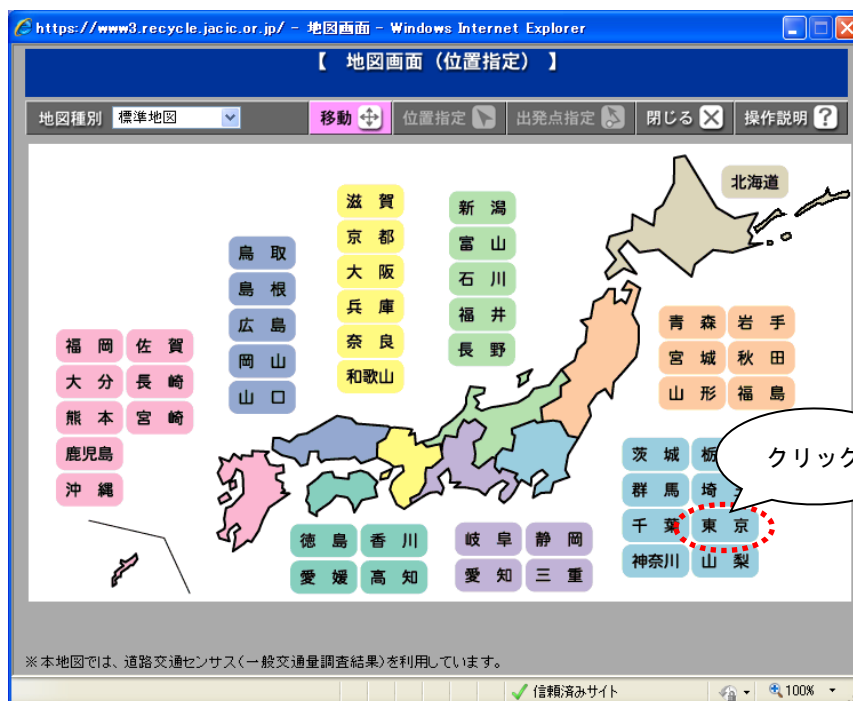 https://www3.recycle.jacic.or.jp/ - 地図画面 - Windows Internet Explorer
【 地図画面（位置指定） 】
地図種別 標準地図 移動 位置指定 出発点指定 閉じる 操作説明
北海道
滋賀
京都
大阪
兵庫
奈良
和歌山
新潟
富山
石川
福井
長野
鳥取
島根
広島
岡山
山口
青森 岩手
宮城 秋田
山形 福島
福岡 佐賀
大分 長崎
熊本 宮崎
鹿児島
沖縄
茨城 栃
群馬 埼
千葉 東京
神奈川 山梨
クリック
徳島 香川
愛媛 高知
岐阜 静岡
愛知 三重
※本地図では、道路交通センサス(一般交通量調査結果)を利用しています。
信頼済みサイト 100%